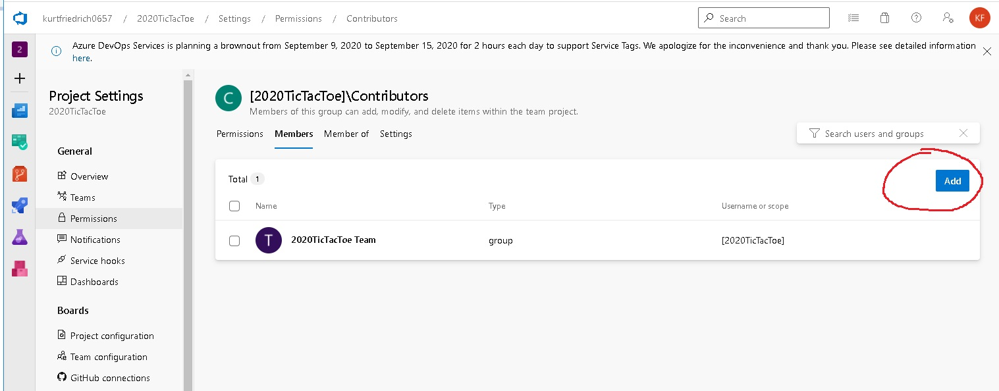 kurtfriedrich0657 / 2020TicTacToe / Settings / Permissions / Contributors
Search
KF
2
Azure DevOps Services is planning a brownout from September 9, 2020 to September 15, 2020 for 2 hours each day to support Service Tags. We apologize for the inconvenience and thank you. Please see detailed information
here.
Project Settings
2020TicTacToe
General
Overview
Teams
Permissions
Notifications
Service hooks
Dashboards
Boards
Project configuration
Team configuration
GitHub connections
C
[2020TicTacToe]\Contributors
Members of this group can add, modify, and delete items within the team project.
Permissions Members Member of Settings
Search users and groups
Total 1
Add
Name Type Username or scope
T 2020TicTacToe Team group [2020TicTacToe]